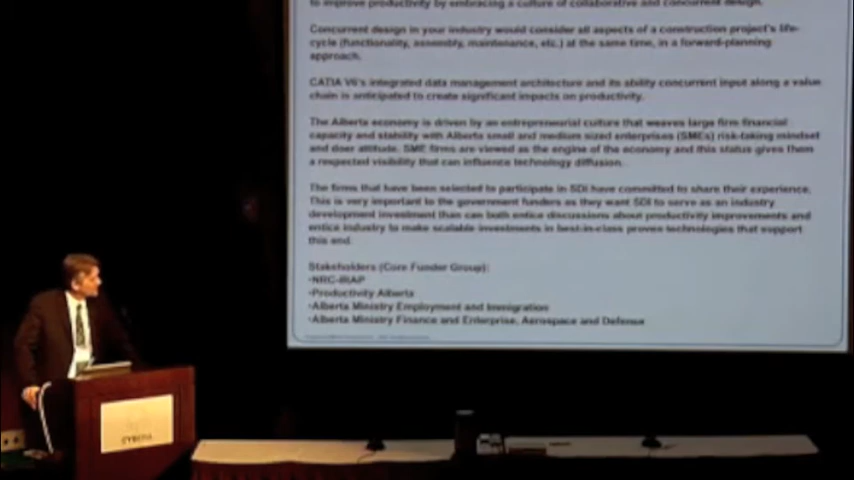 to improve productivity by embracing a culture of collaborative and concurrent design.
Concurrent design in your industry would consider all aspects of a construction project's life-
cycle (functionality, assembly, maintenance, etc.) at the same time, in a forward-planning
approach.
CATIA V6's integrated data management architecture and its ability concurrent input along a value
chain is anticipated to create significant impacts on productivity.
The Alberta economy is driven by an entrepreneurial culture that weaves large firm financial
capacity and stability with Alberta small and medium sized enterprises (SMEs) risk-taking mindset
and doer attitude. SME firms are viewed as the engine of the economy and this status gives them
a respected visibility that can influence technology diffusion.
The firms that have been selected to participate in SDI have committed to share their experience.
This is very important to the government funders as they want SDI to serve as an industry
development investment than can both entice discussions about productivity improvements and
entice industry to make scalable investments in best-in-class proves technologies that support
this end.
Stakeholders (Core Funder Group):
•NRC-IRAP
•Productivity Alberta
•Alberta Ministry Employment and Immigration
•Alberta Ministry Finance and Enterprise, Aerospace and Defense